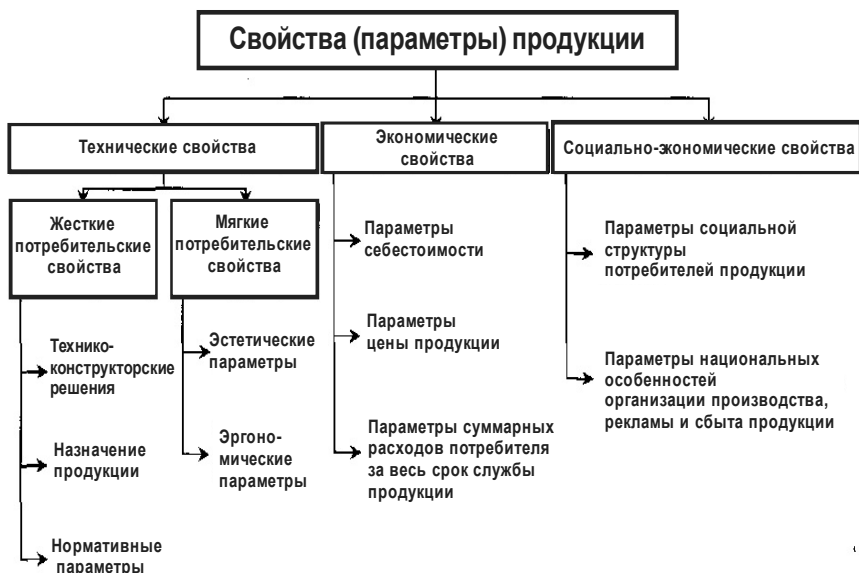 Свойства (параметры) продукции
Технические свойства
Экономические
свойства
Социально-экономические свойства
Жесткие
потребительские
свойства
Мягкие
потребительские
свойства
Технико-
конструкторские
решения
Назначение
продукции
Нормативные
параметры
Эстетические
параметры
Эргоно-
мические
параметры
Параметры
себестоимости
Параметры
цены продукции
Параметры суммарных
расходов потребителя
за весь срок службы
продукции
Параметры социальной
структуры
потребителей продукции
Параметры национальных
особенностей
организации производства,
рекламы и сбыта продукции